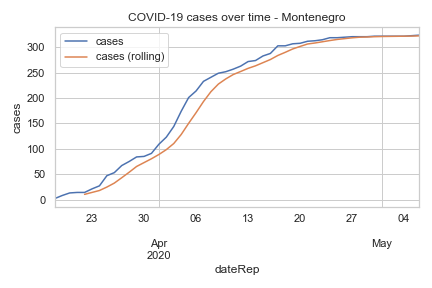 COVID-19 cases over time - Montenegro
cases
cases (rolling)
300
250
200
150
100
50
0
cases
23 30 06 13 20 27 04
Apr May
2020
dateRep